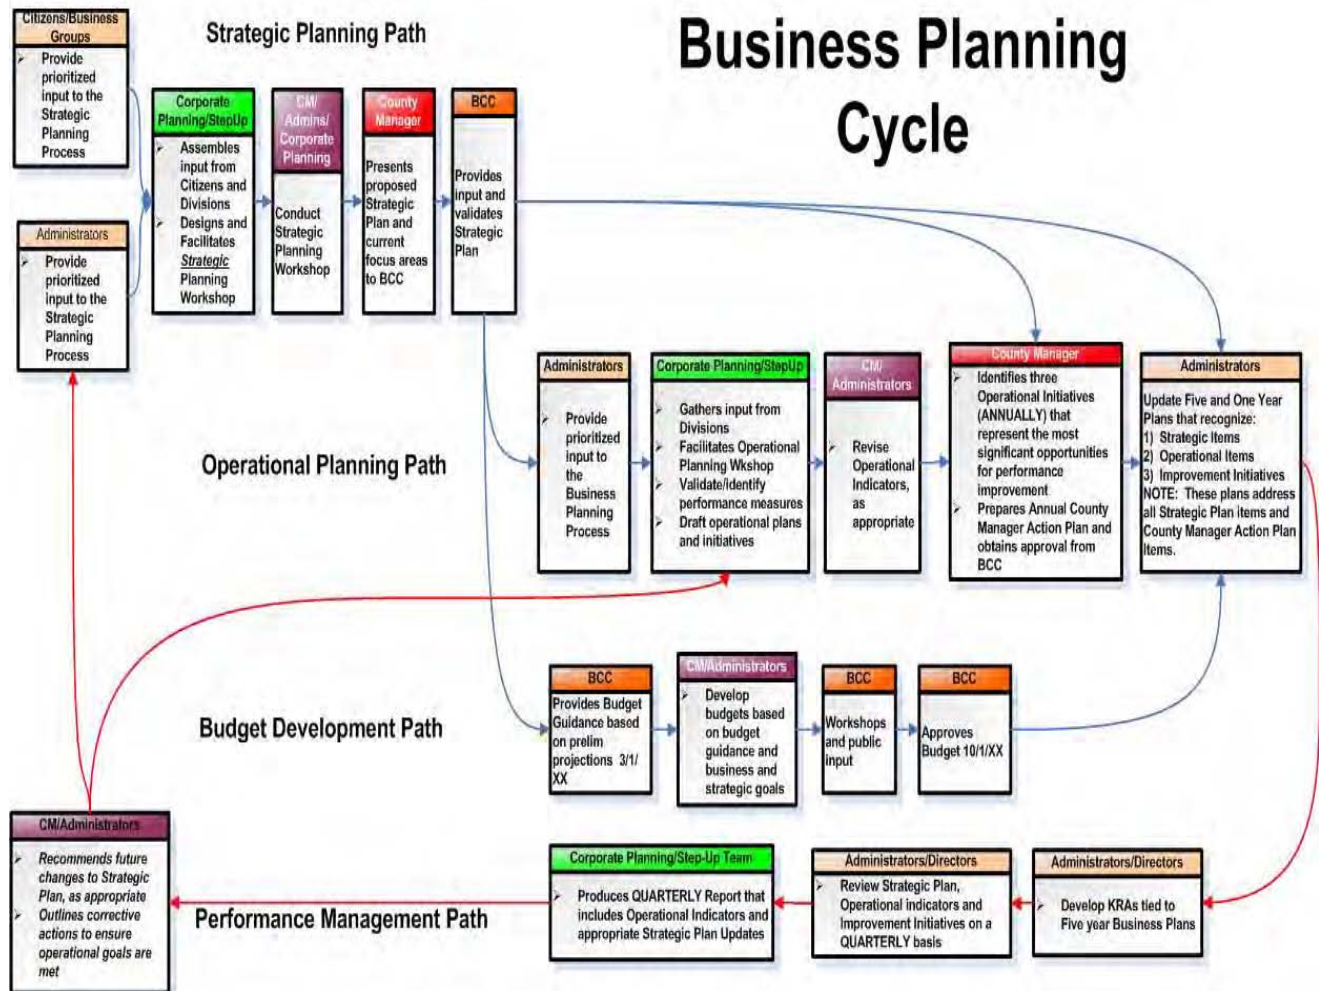 Business Planning
Cycle
Strategic Planning Path
Citizens/Business
Groups
➢ Provide
prioritized
input to the
Strategic
Planning
Process
Administrators
➢ Provide
prioritized
input to the
Strategic
Planning
Process
Corporate
Planning/StepUp
➢ Assembles
input from
Citizens and
Divisions
➢ Designs and
Facilitates
Strategic
Planning
Workshop
CM/
Admins/
Corporate
Planning
Conduct
Strategic
Planning
Workshop
County
Manager
Presents
proposed
Strategic
Plan and
current
focus areas
to BCC
BCC
Provides
input and
validates
Strategic
Plan
Operational Planning Path
Administrators
➢ Provide
prioritized
input to
the
Business
Planning
Process
Corporate Planning/StepUp
➢ Gathers input from
Divisions
➢ Facilitates Operational
Planning Wkshop
➢ Validate/identify
performance measures
➢ Draft operational plans
and initiatives
CM/
Administrators
➢ Revise
Operational
Indicators,
as
appropriate
County Manager
➢ Identifies three
Operational Initiatives
(ANNUALLY) that
represent the most
significant opportunities
for performance
improvement
➢ Prepares Annual County
Manager Action Plan and
obtains approval from
BCC
Administrators
Update Five and One Year
Plans that recognize:
1) Strategic Items
2) Operational Items
3) Improvement Initiatives
NOTE: These plans address
all Strategic Plan items and
County Manager Action Plan
Items.
Budget Development Path
BCC
Provides Budget
Guidance based
on prelim
projections 3/1/
XX
CM/Administrators
➢ Develop
budgets based
on budget
guidance and
business and
strategic goals
BCC
Workshops
and public
input
BCC
Approves
Budget 10/1/XX
Performance Management Path
CM/Administrators
➢ Recommends future
changes to Strategic
Plan, as appropriate
➢ Outlines corrective
actions to ensure
operational goals are
met
Corporate Planning/Step-Up Team
➢ Produces QUARTERLY Report that
includes Operational Indicators and
appropriate Strategic Plan Updates
Administrators/Directors
➢ Review Strategic Plan,
Operational indicators and
Improvement Initiatives on a
QUARTERLY basis
Administrators/Directors
➢ Develop KRAs tied to
Five year Business Plans